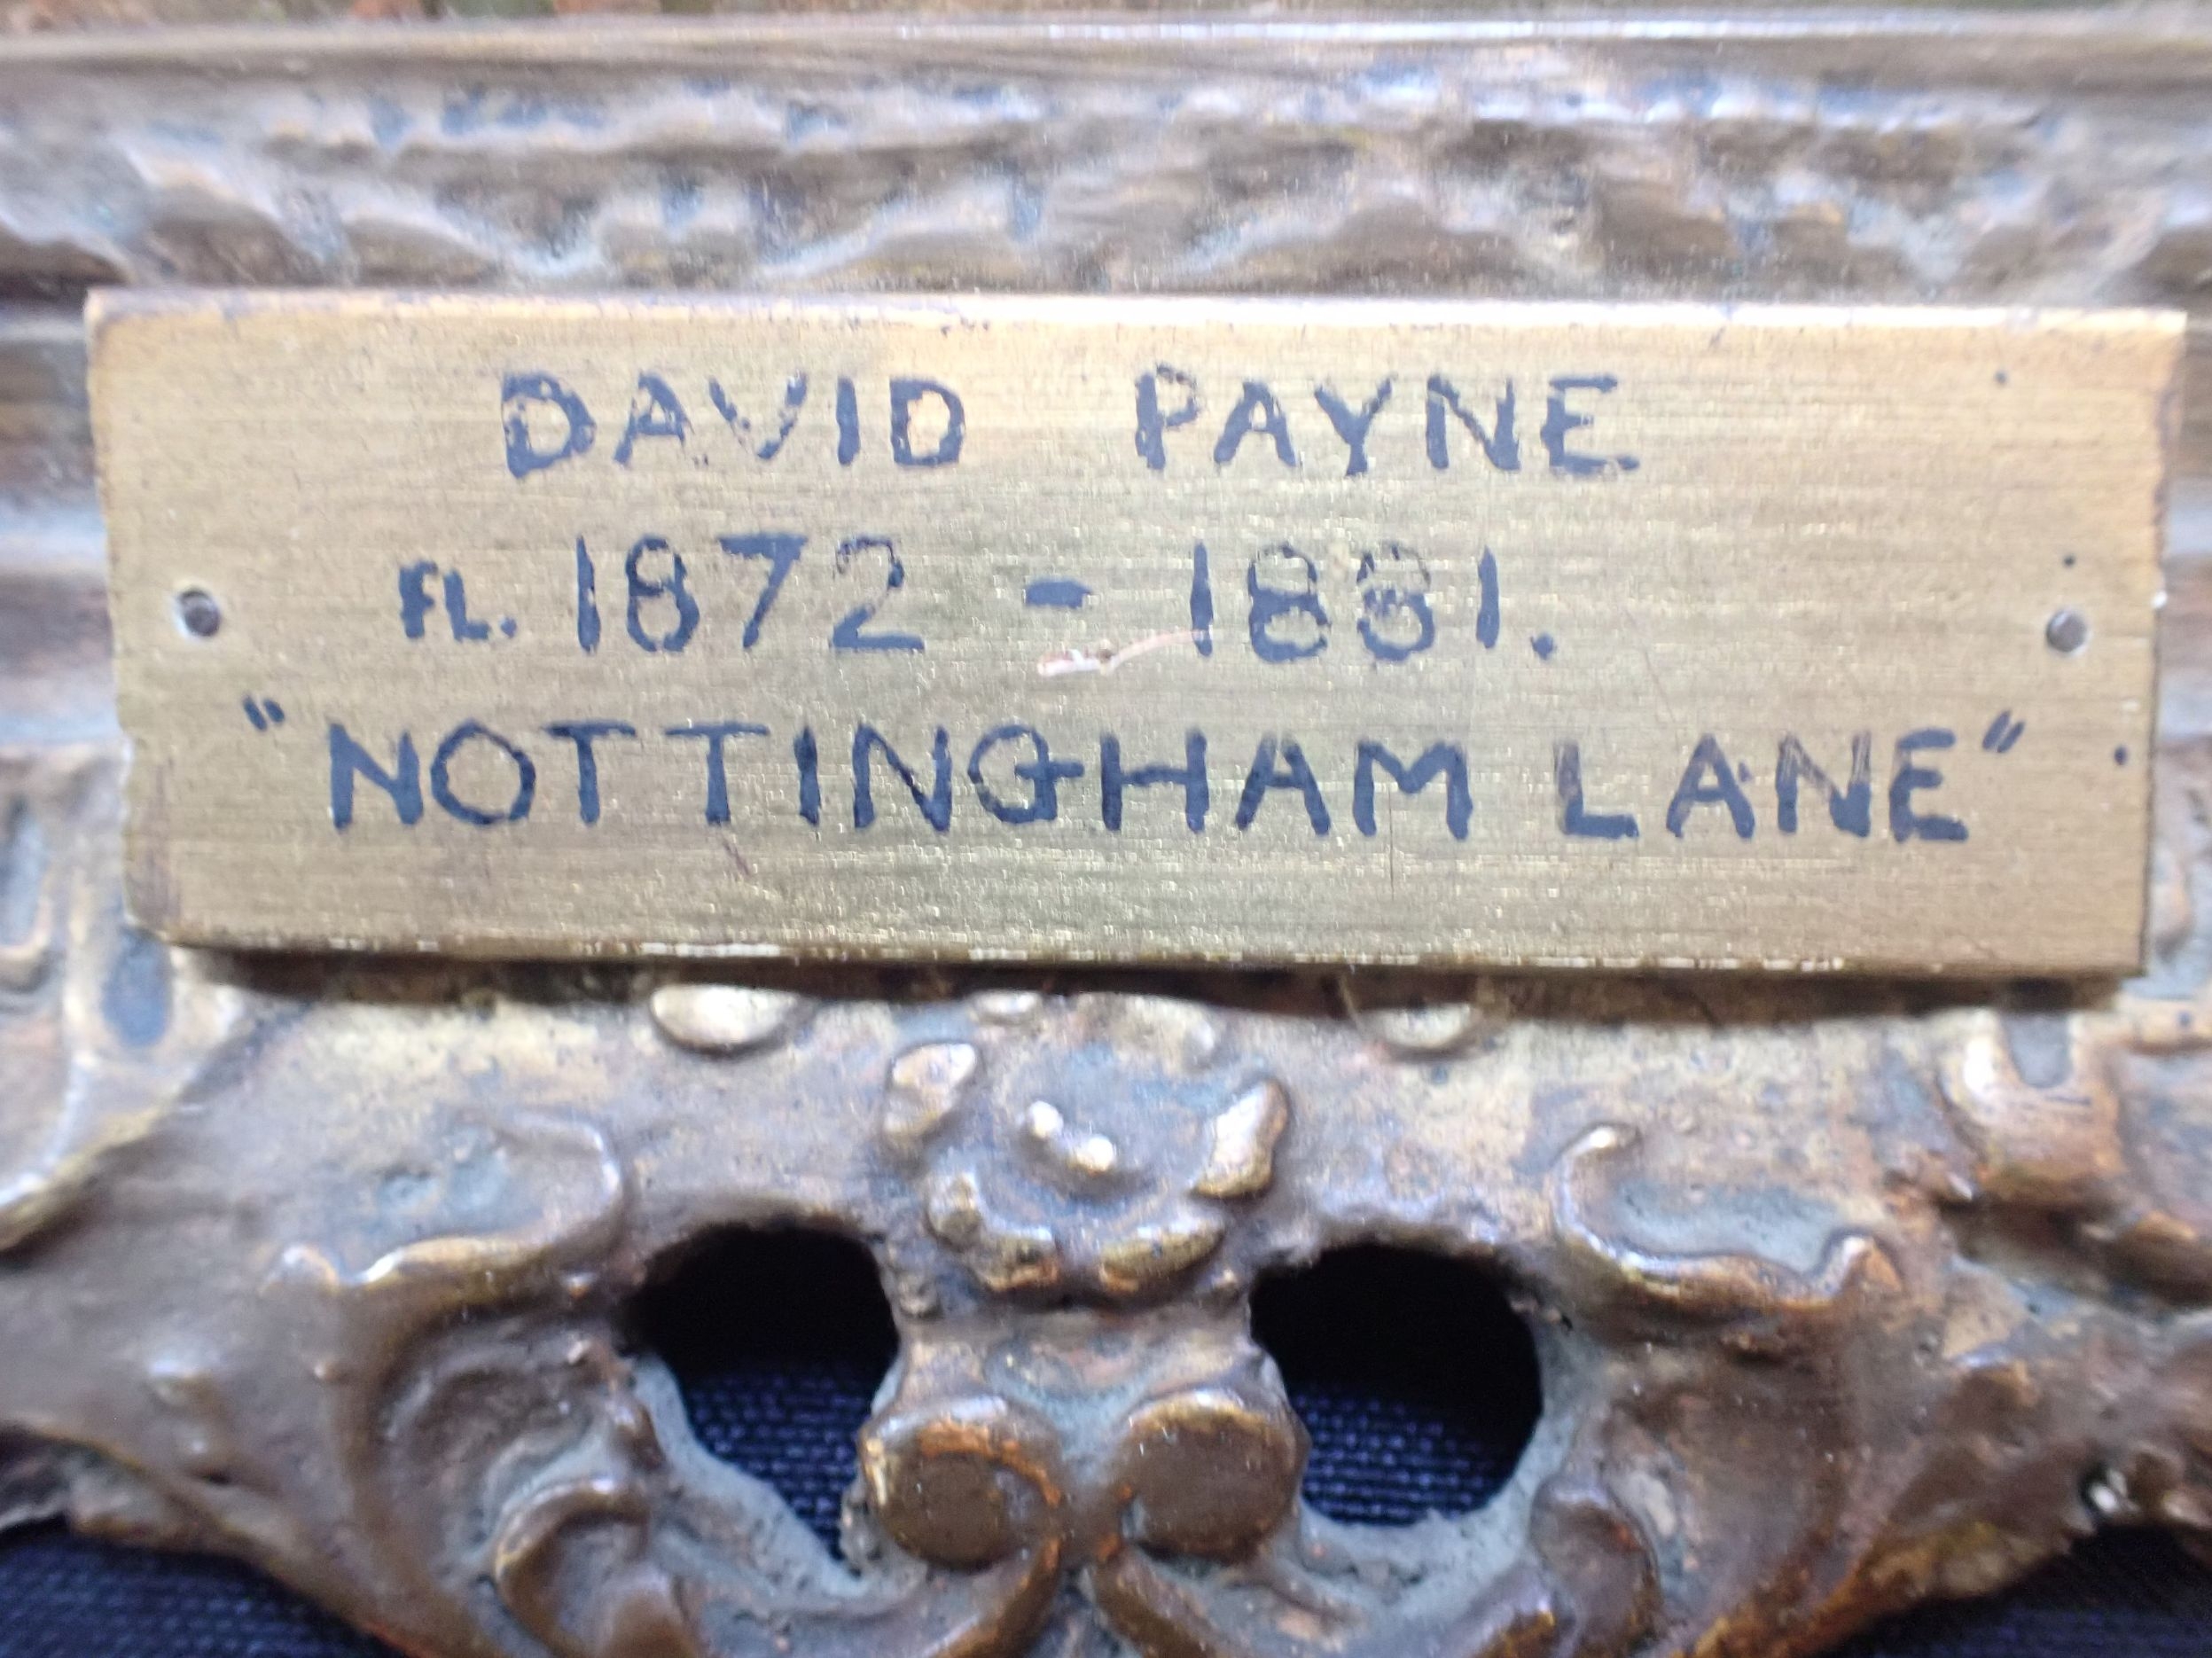 DAVID PAYNE
FL. 1872 - 1881.
"NOTTINGHAM LANE"